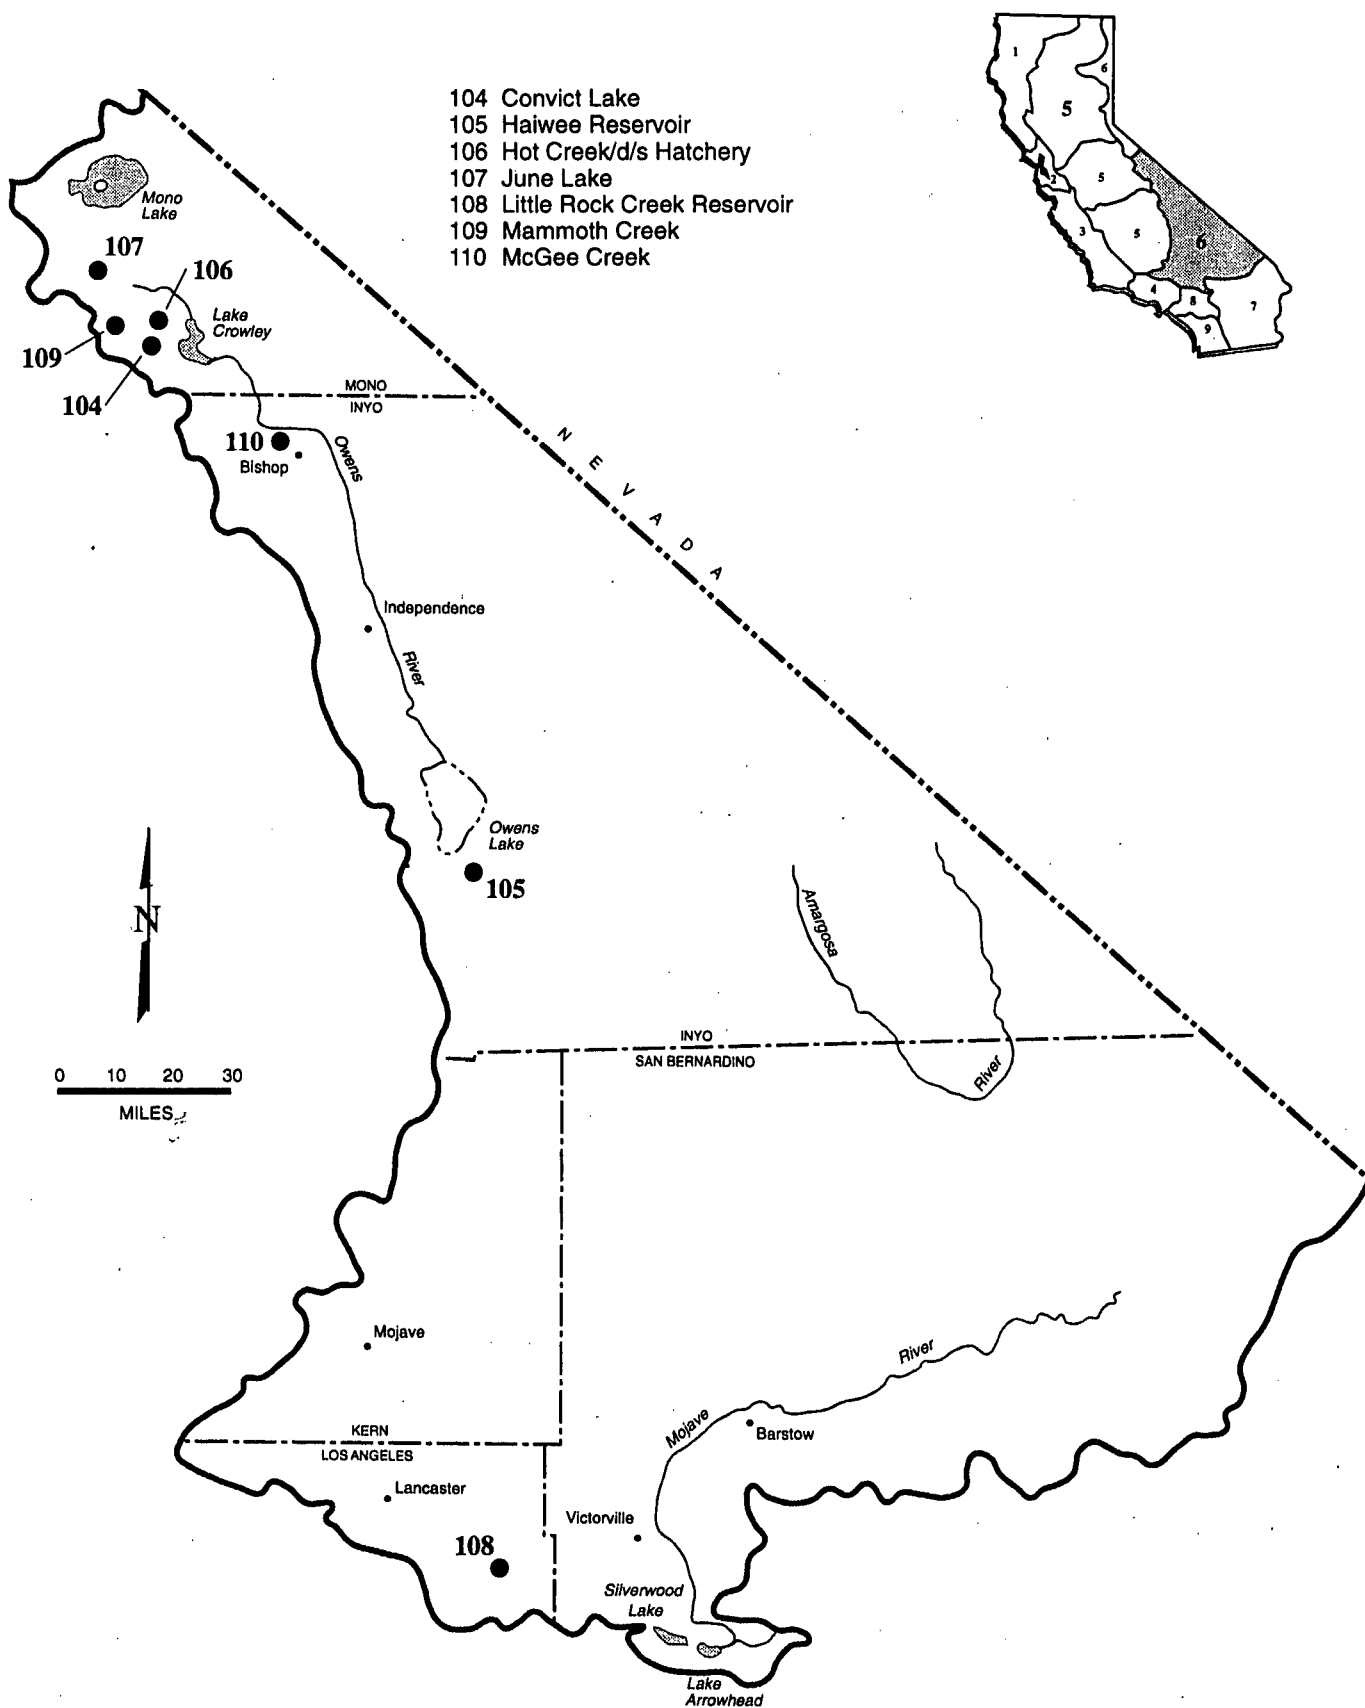 104 Convict Lake
105 Haiwee Reservoir
106 Hot Creek/d/s Hatchery
107 June Lake
108 Little Rock Creek Reservoir
109 Mammoth Creek
110 McGee Creek
1
6
5
2
5
3
5
6
4
8
7
9
Mono
Lake
107
106
Lake
Crowley
109
104
MONO
INYO
110
Bishop
Owens
River
NEVADA
Independence
Owens
Lake
105
N
Amargosa
River
INYO
SAN BERNARDINO
0 10 20 30
MILES
Mojave
River
Mojave
Barstow
KERN
LOS ANGELES
Lancaster
Victorville
108
Silverwood
Lake
Lake
Arrowhead